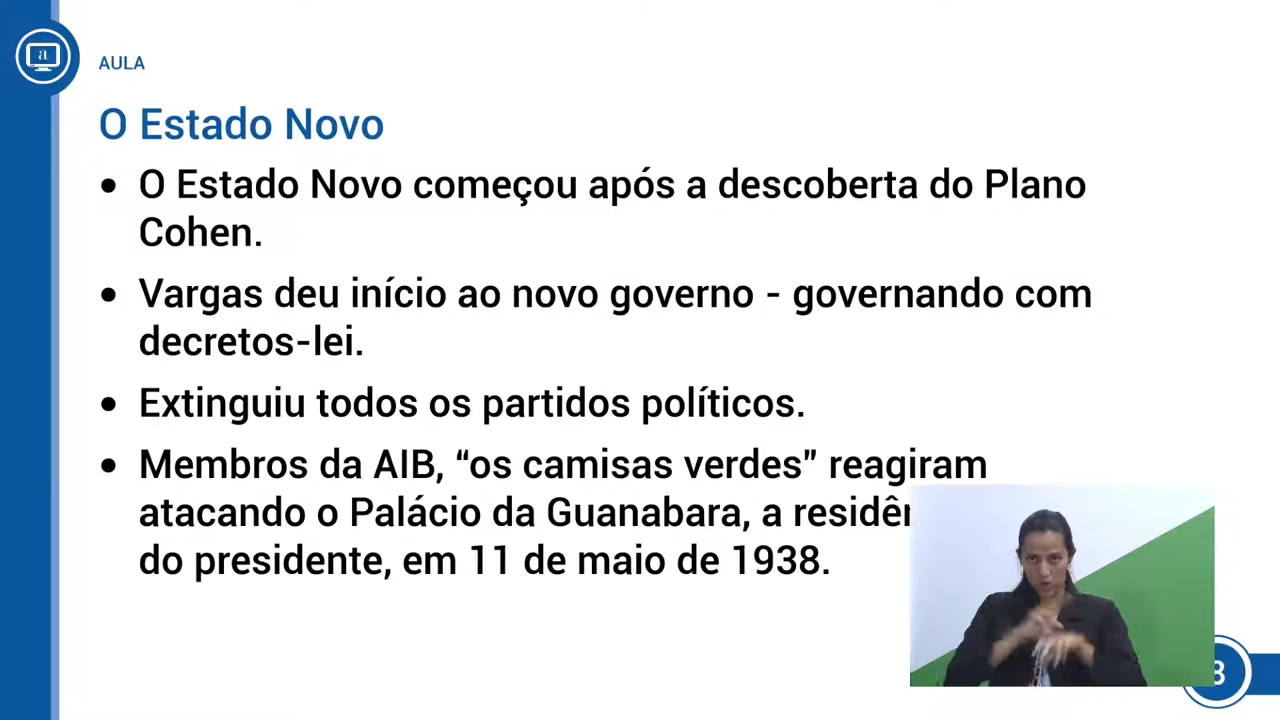 a
AULA
O Estado Novo
• O Estado Novo começou após a descoberta do Plano
Cohen.
• Vargas deu início ao novo governo - governando com
decretos-lei.
• Extinguiu todos os partidos políticos.
• Membros da AIB, “os camisas verdes” reagiram
atacando o Palácio da Guanabara, a
do presidente, em 11 de maio de 1938.